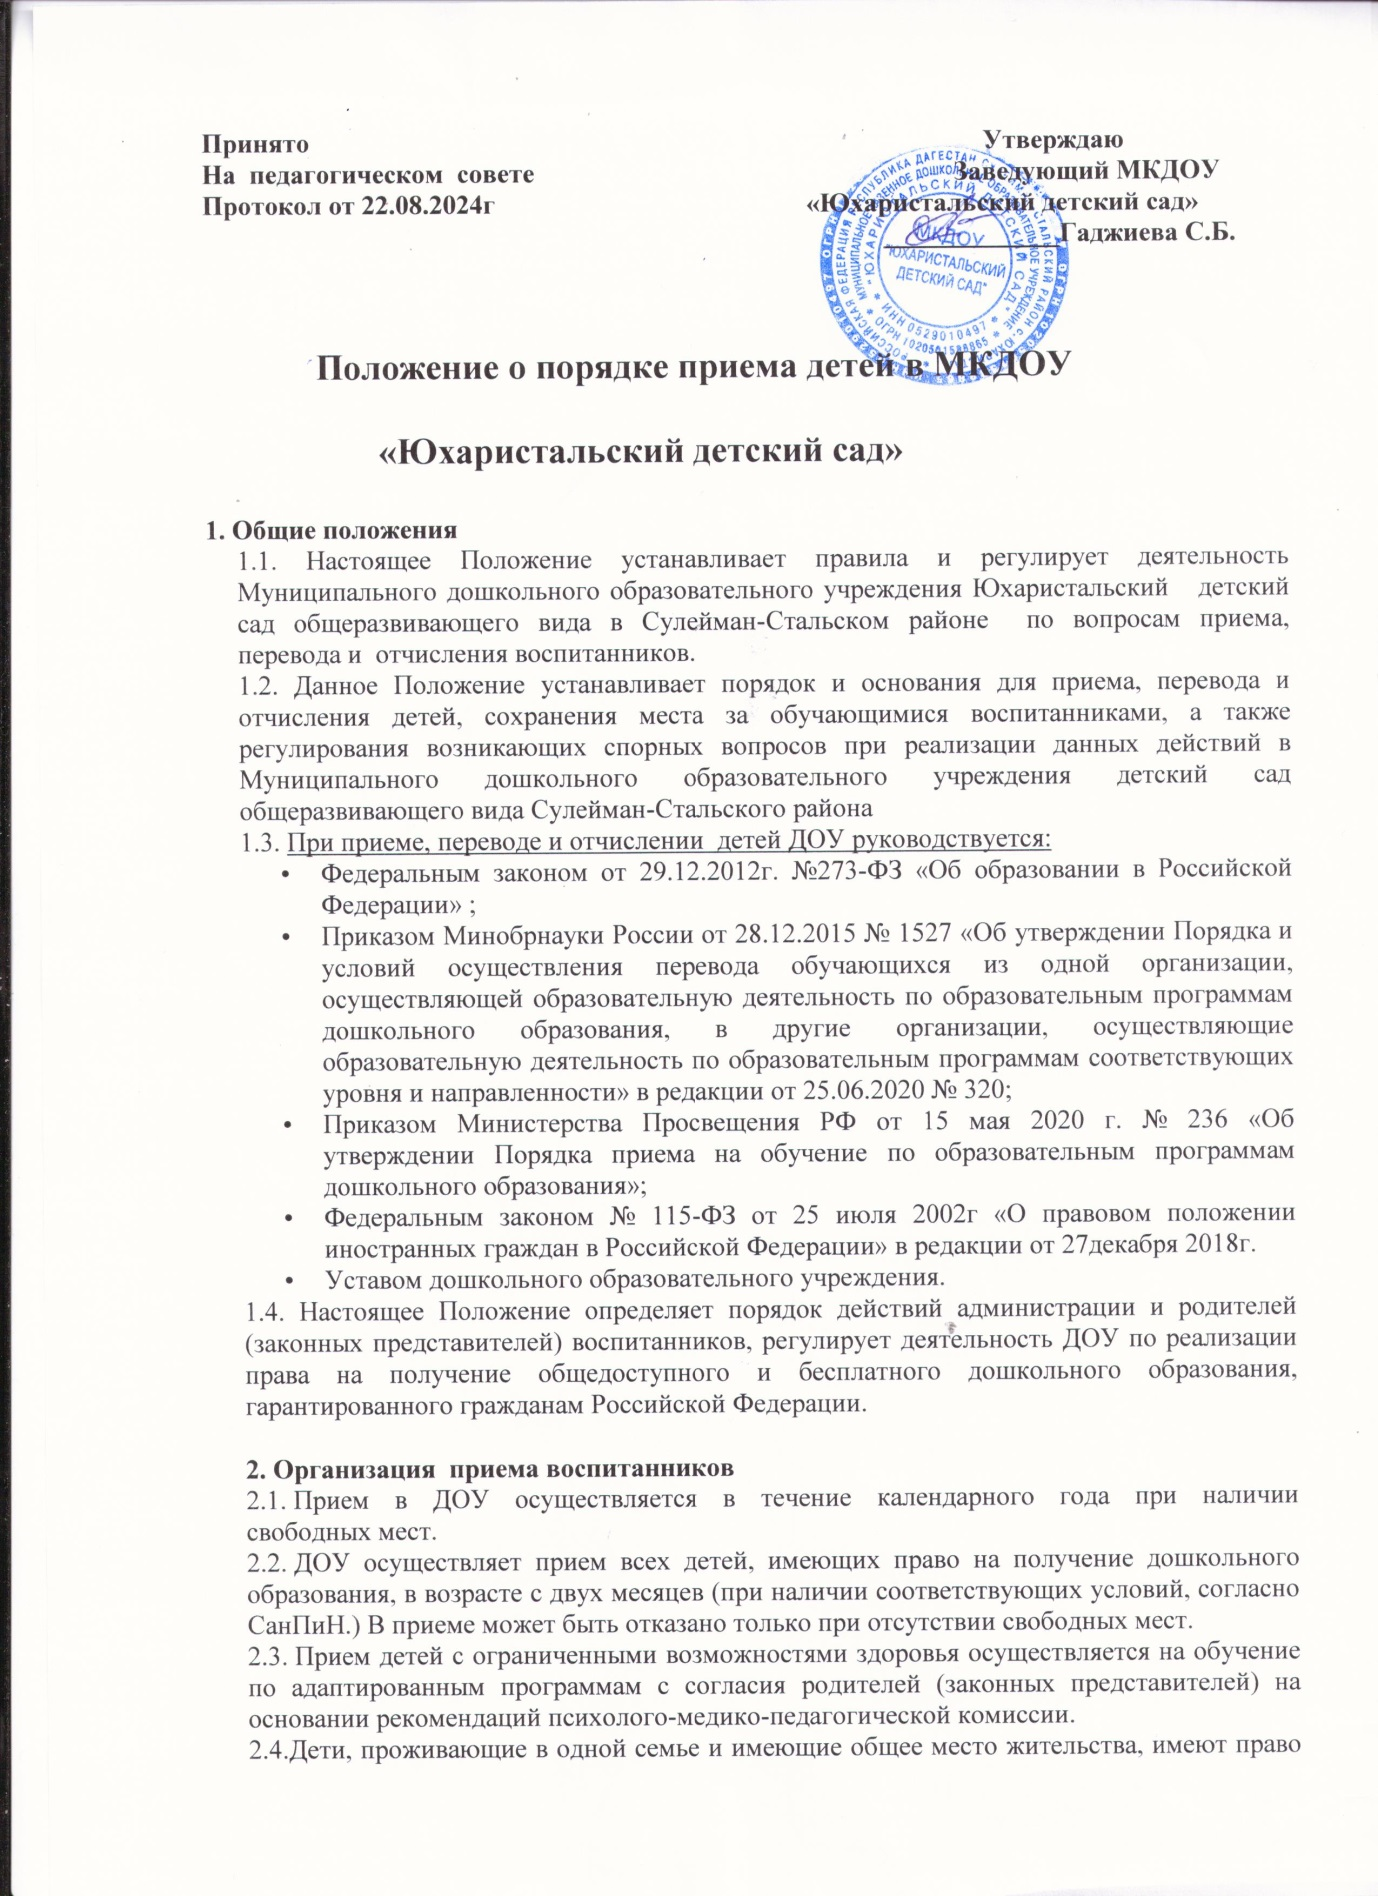 Принято
На педагогическом совете
Протокол от 22.08.2024г
Утверждаю
Заведующий МКДОУ
«Юхаристальский детский сад»
Гаджиева С.Б.
МКДОУ
"ЮХАРИСТАЛЬСКИЙ
ДЕТСКИЙ САД"
ИНН 0529010497
Положение о порядке приема детей в МКДОУ
«Юхаристальский детский сад»
1. Общие положения
1.1. Настоящее Положение устанавливает правила и регулирует деятельность
Муниципального дошкольного образовательного учреждения Юхаристальский детский
сад общеразвивающего вида в Сулейман-Стальском районе по вопросам приема,
перевода и отчисления воспитанников.
1.2. Данное Положение устанавливает порядок и основания для приема, перевода и
отчисления детей, сохранения места за обучающимися воспитанниками, а также
регулирования возникающих спорных вопросов при реализации данных действий в
Муниципального дошкольного образовательного учреждения детский сад
общеразвивающего вида Сулейман-Стальского района
1.3. При приеме, переводе и отчислении детей ДОУ руководствуется:
• Федеральным законом от 29.12.2012г. №273-ФЗ «Об образовании в Российской
Федерации» ;
• Приказом Минобрнауки России от 28.12.2015 № 1527 «Об утверждении Порядка и
условий осуществления перевода обучающихся из одной организации,
осуществляющей образовательную деятельность по образовательным программам
дошкольного образования, в другие организации, осуществляющие
образовательную деятельность по образовательным программам соответствующих
уровня и направленности» в редакции от 25.06.2020 № 320;
• Приказом Министерства Просвещения РФ от 15 мая 2020 г. № 236 «Об
утверждении Порядка приема на обучение по образовательным программам
дошкольного образования»;
• Федеральным законом № 115-ФЗ от 25 июля 2002г «О правовом положении
иностранных граждан в Российской Федерации» в редакции от 27декабря 2018г.
• Уставом дошкольного образовательного учреждения.
1.4. Настоящее Положение определяет порядок действий администрации и родителей
(законных представителей) воспитанников, регулирует деятельность ДОУ по реализации
права на получение общедоступного и бесплатного дошкольного образования,
гарантированного гражданам Российской Федерации.
2. Организация приема воспитанников
2.1. Прием в ДОУ осуществляется в течение календарного года при наличии
свободных мест.
2.2. ДОУ осуществляет прием всех детей, имеющих право на получение дошкольного
образования, в возрасте с двух месяцев (при наличии соответствующих условий, согласно
СанПиН.) В приеме может быть отказано только при отсутствии свободных мест.
2.3. Прием детей с ограниченными возможностями здоровья осуществляется на обучение
по адаптированным программам с согласия родителей (законных представителей) на
основании рекомендаций психолого-медико-педагогической комиссии.
2.4.Дети, проживающие в одной семье и имеющие общее место жительства, имеют право